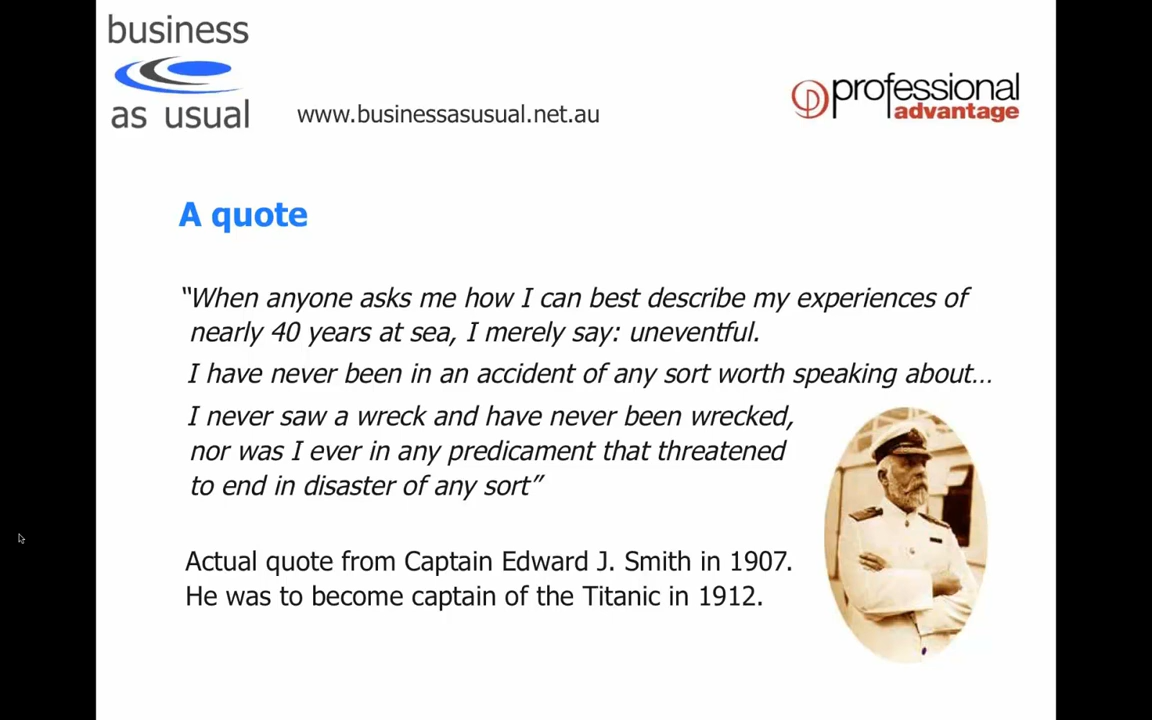 business
as usual
www.businessasusual.net.au
professional
advantage
A quote
“When anyone asks me how I can best describe my experiences of
nearly 40 years at sea, I merely say: uneventful.
I have never been in an accident of any sort worth speaking about...
I never saw a wreck and have never been wrecked,
nor was I ever in any predicament that threatened
to end in disaster of any sort”
Actual quote from Captain Edward J. Smith in 1907.
He was to become captain of the Titanic in 1912.